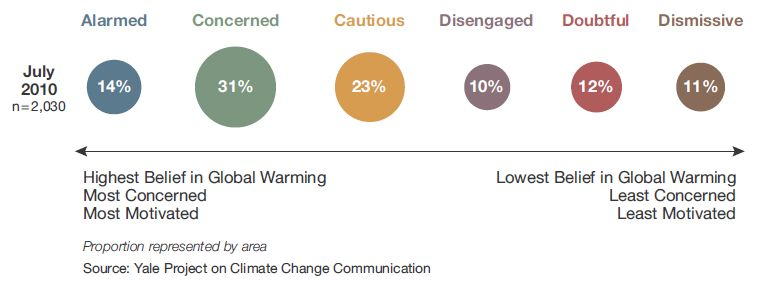 Alarmed Concerned Cautious Disengaged Doubtful Dismissive
July
2010
n=2,030
14% 31% 23% 10% 12% 11%
Highest Belief in Global Warming
Most Concerned
Most Motivated
Lowest Belief in Global Warming
Least Concerned
Least Motivated
Proportion represented by area
Source: Yale Project on Climate Change Communication